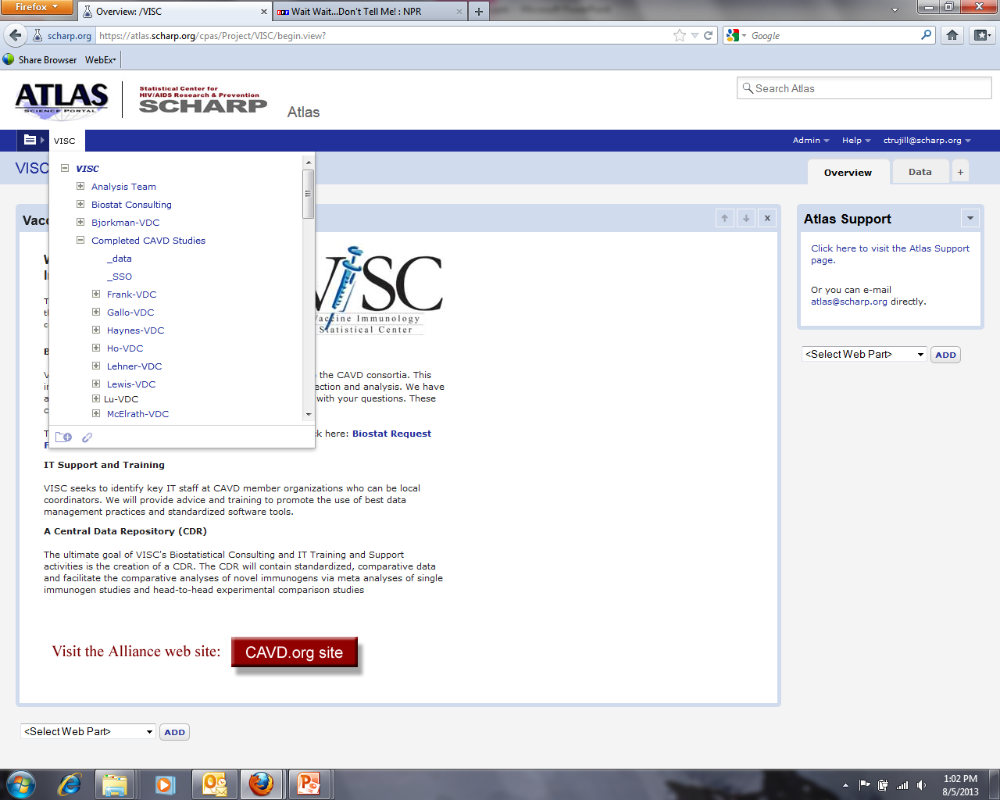 Firefox
Overview: /VISC
Wait Wait...Don't Tell Me! : NPR
scharp.org
https://atlas.scharp.org/cpas/Project/VISC/begin.view?
Google
Share Browser
WebEx
ATLAS
SCIENCE PORTAL
Statistical Center for
HIV/AIDS Research & Prevention
SCHARP
Atlas
Search Atlas
VISC
Admin
Help
ctrujill@scharp.org
VISC
Overview
Data
+
VISC
Analysis Team
Biostat Consulting
Bjorkman-VDC
Completed CAVD Studies
_data
_SSO
Frank-VDC
Gallo-VDC
Haynes-VDC
Ho-VDC
Lehner-VDC
Lewis-VDC
Lu-VDC
McElrath-VDC
Vacc
VISC
Vaccine Immunology
Statistical Center
the CAVD consortia. This
ection and analysis. We have
with your questions. These
k here: Biostat Request
IT Support and Training
VISC seeks to identify key IT staff at CAVD member organizations who can be local
coordinators. We will provide advice and training to promote the use of best data
management practices and standardized software tools.
A Central Data Repository (CDR)
The ultimate goal of VISC's Biostatistical Consulting and IT Training and Support
activities is the creation of a CDR. The CDR will contain standardized, comparative data
and facilitate the comparative analyses of novel immunogens via meta analyses of single
immunogen studies and head-to-head experimental comparison studies
Visit the Alliance web site:
CAVD.org site
<Select Web Part>
ADD
Atlas Support
Click here to visit the Atlas Support
page.
Or you can e-mail
atlas@scharp.org directly.
<Select Web Part>
ADD
1:02 PM
8/5/2013